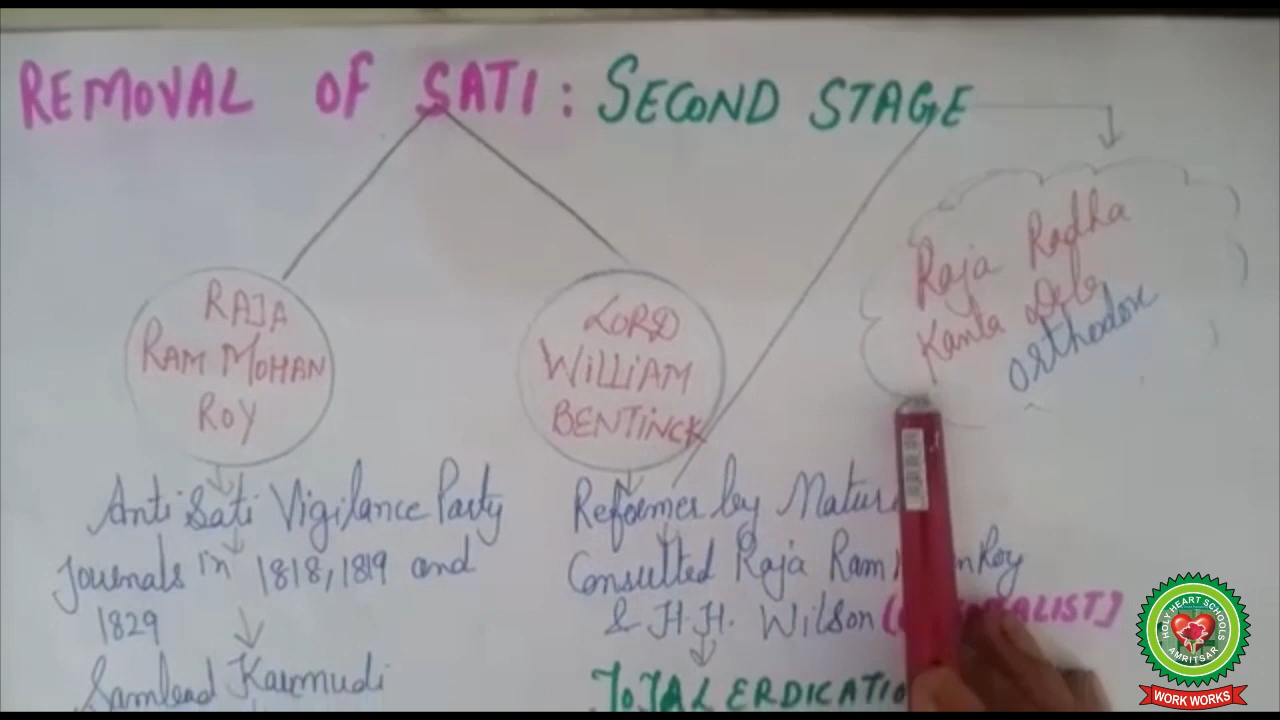 REMOVAL OF SATI : SECOND STAGE
RAJA
RAM MOHAN
ROY
LORD
WILLIAM
BENTINCK
Raja Radha
Kanta Deb
Orthodox
Anti Sati Vigilance Party
Journals in 1818, 1819 and
1829
Kaumudi
Reformer by
Consulted Raja Ram Roy
& H.H. Wilson
TOTAL
HOLY HEART SCHOOLS
AMRITSAR
WORK WORKS